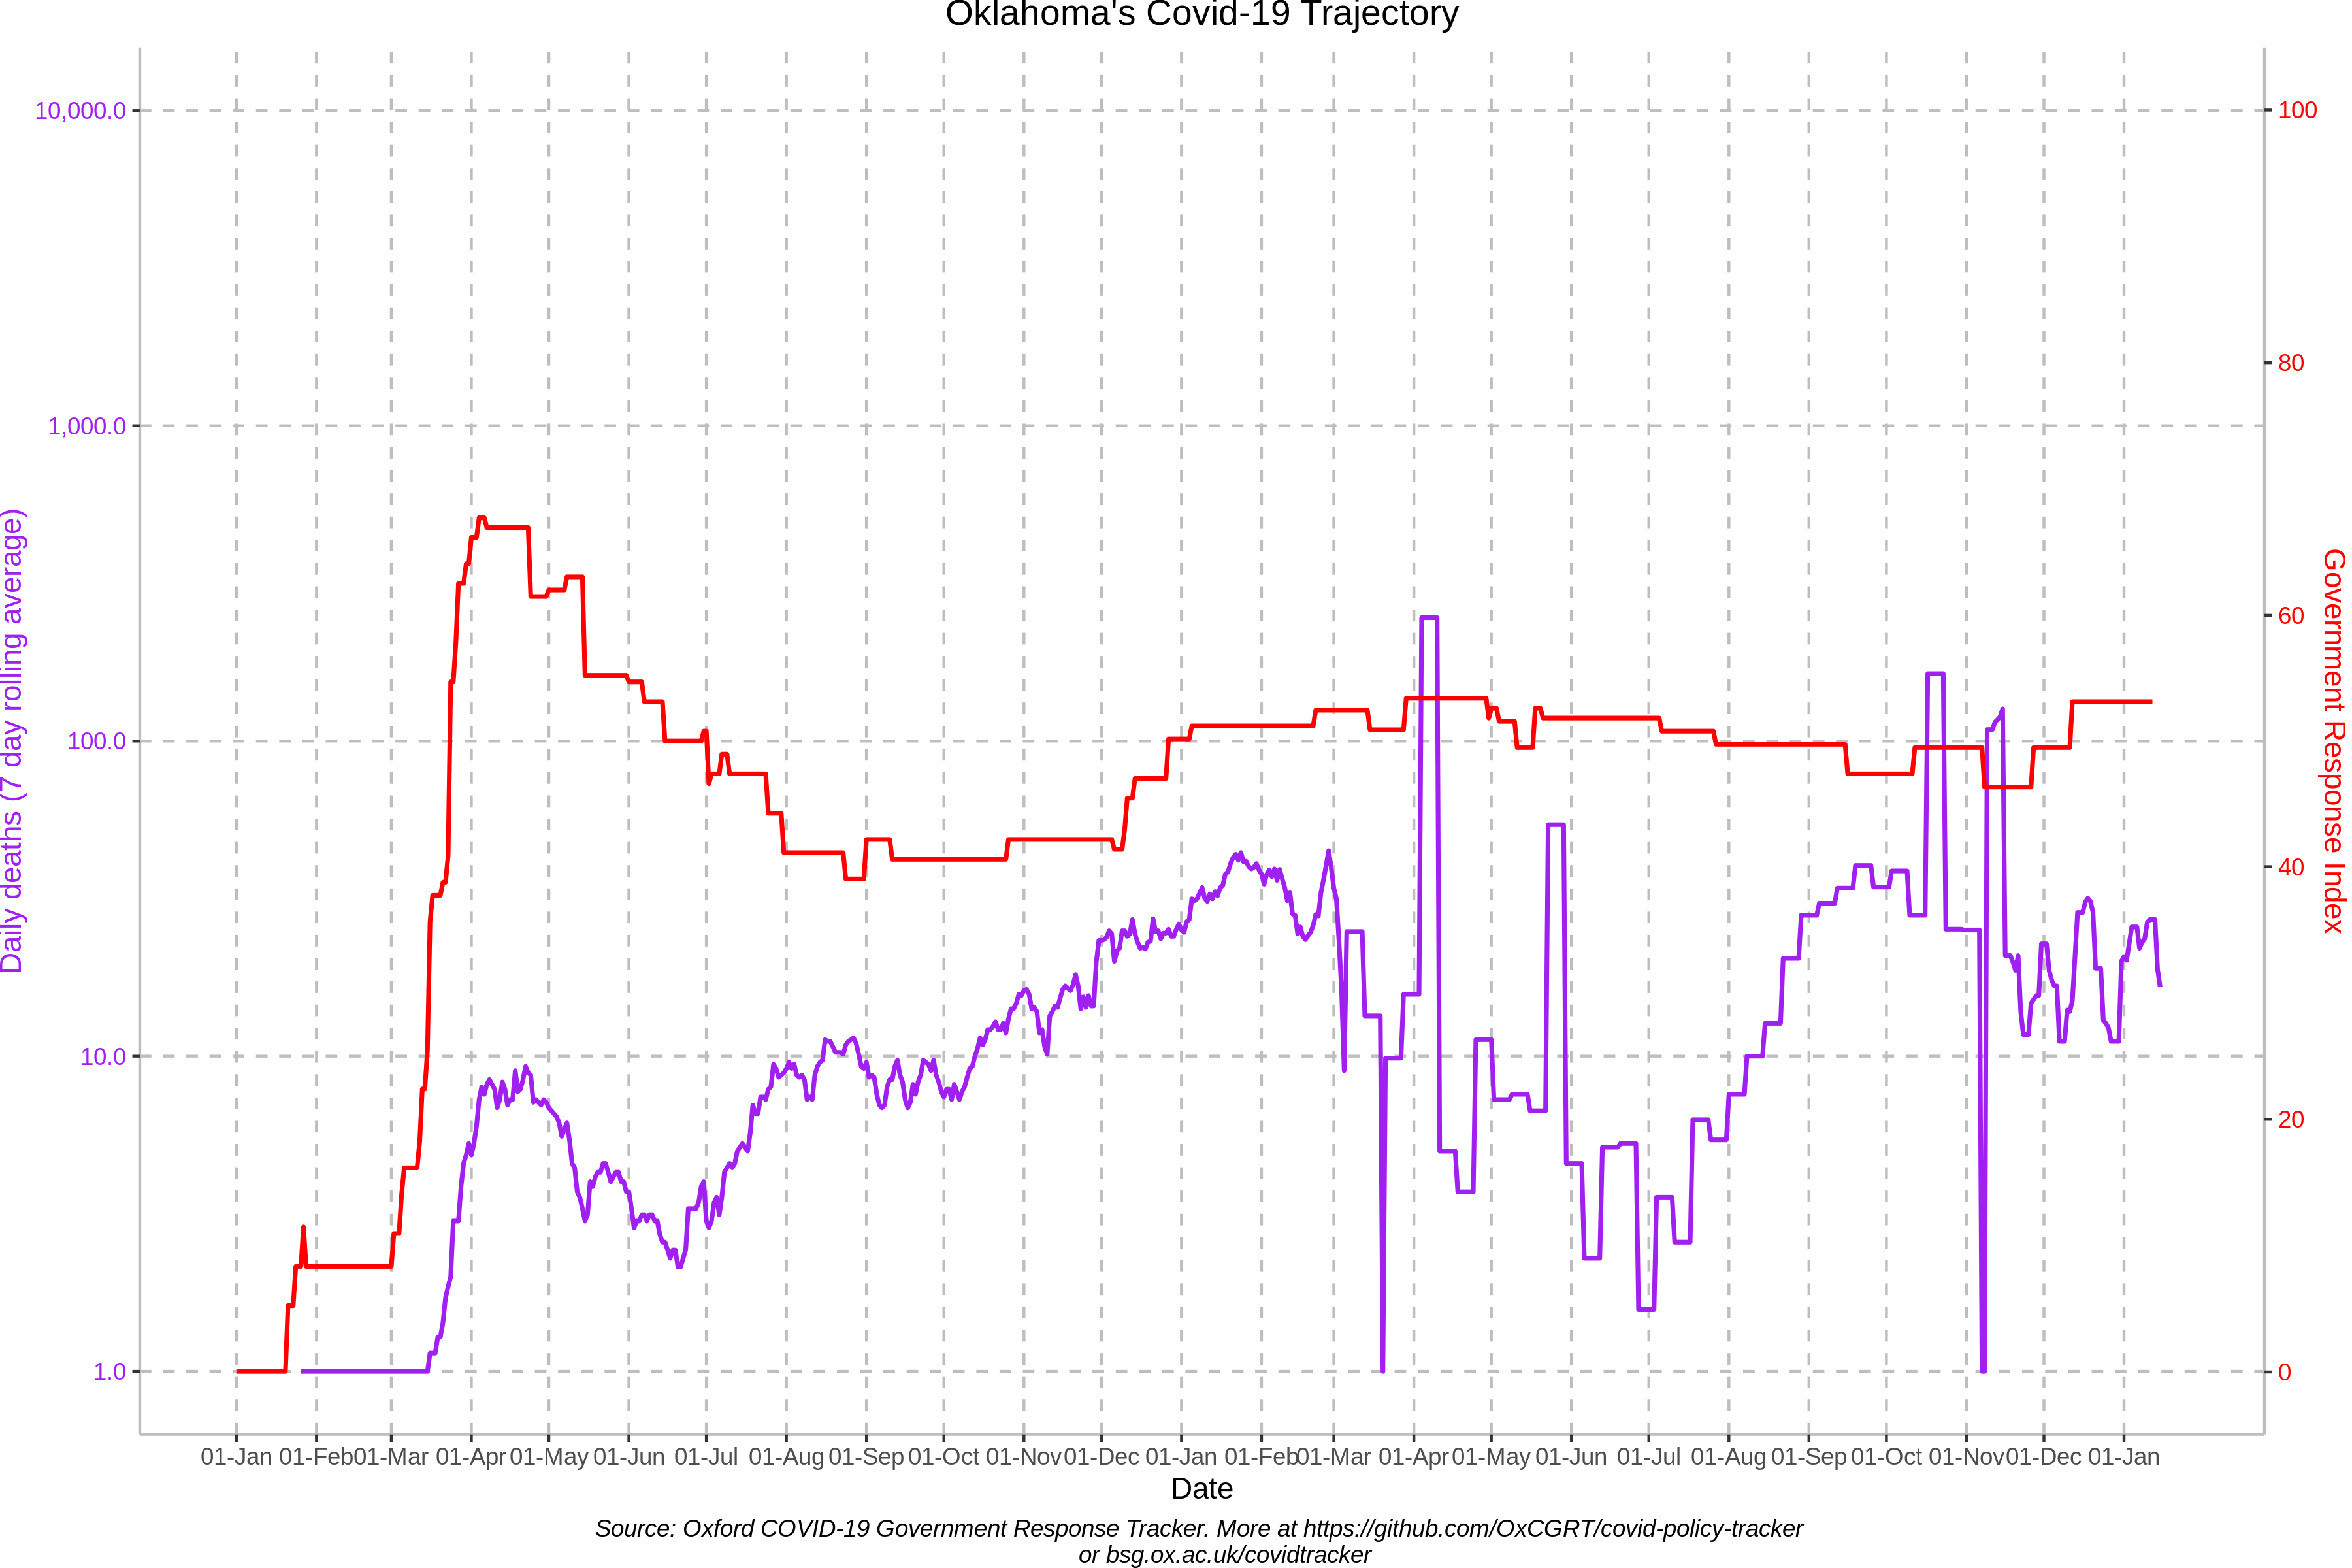 Oklahoma's Covid-19 Trajectory
10,000.0
1,000.0
100.0
10.0
1.0
Daily deaths (7 day rolling average)
100
80
60
40
20
0
Government Response Index
01-Jan 01-Feb 01-Mar 01-Apr 01-May 01-Jun 01-Jul 01-Aug 01-Sep 01-Oct 01-Nov 01-Dec 01-Jan 01-Feb 01-Mar 01-Apr 01-May 01-Jun 01-Jul 01-Aug 01-Sep 01-Oct 01-Nov 01-Dec 01-Jan
Date
Source: Oxford COVID-19 Government Response Tracker. More at https://github.com/OxCGRT/covid-policy-tracker
or bsg.ox.ac.uk/covidtracker